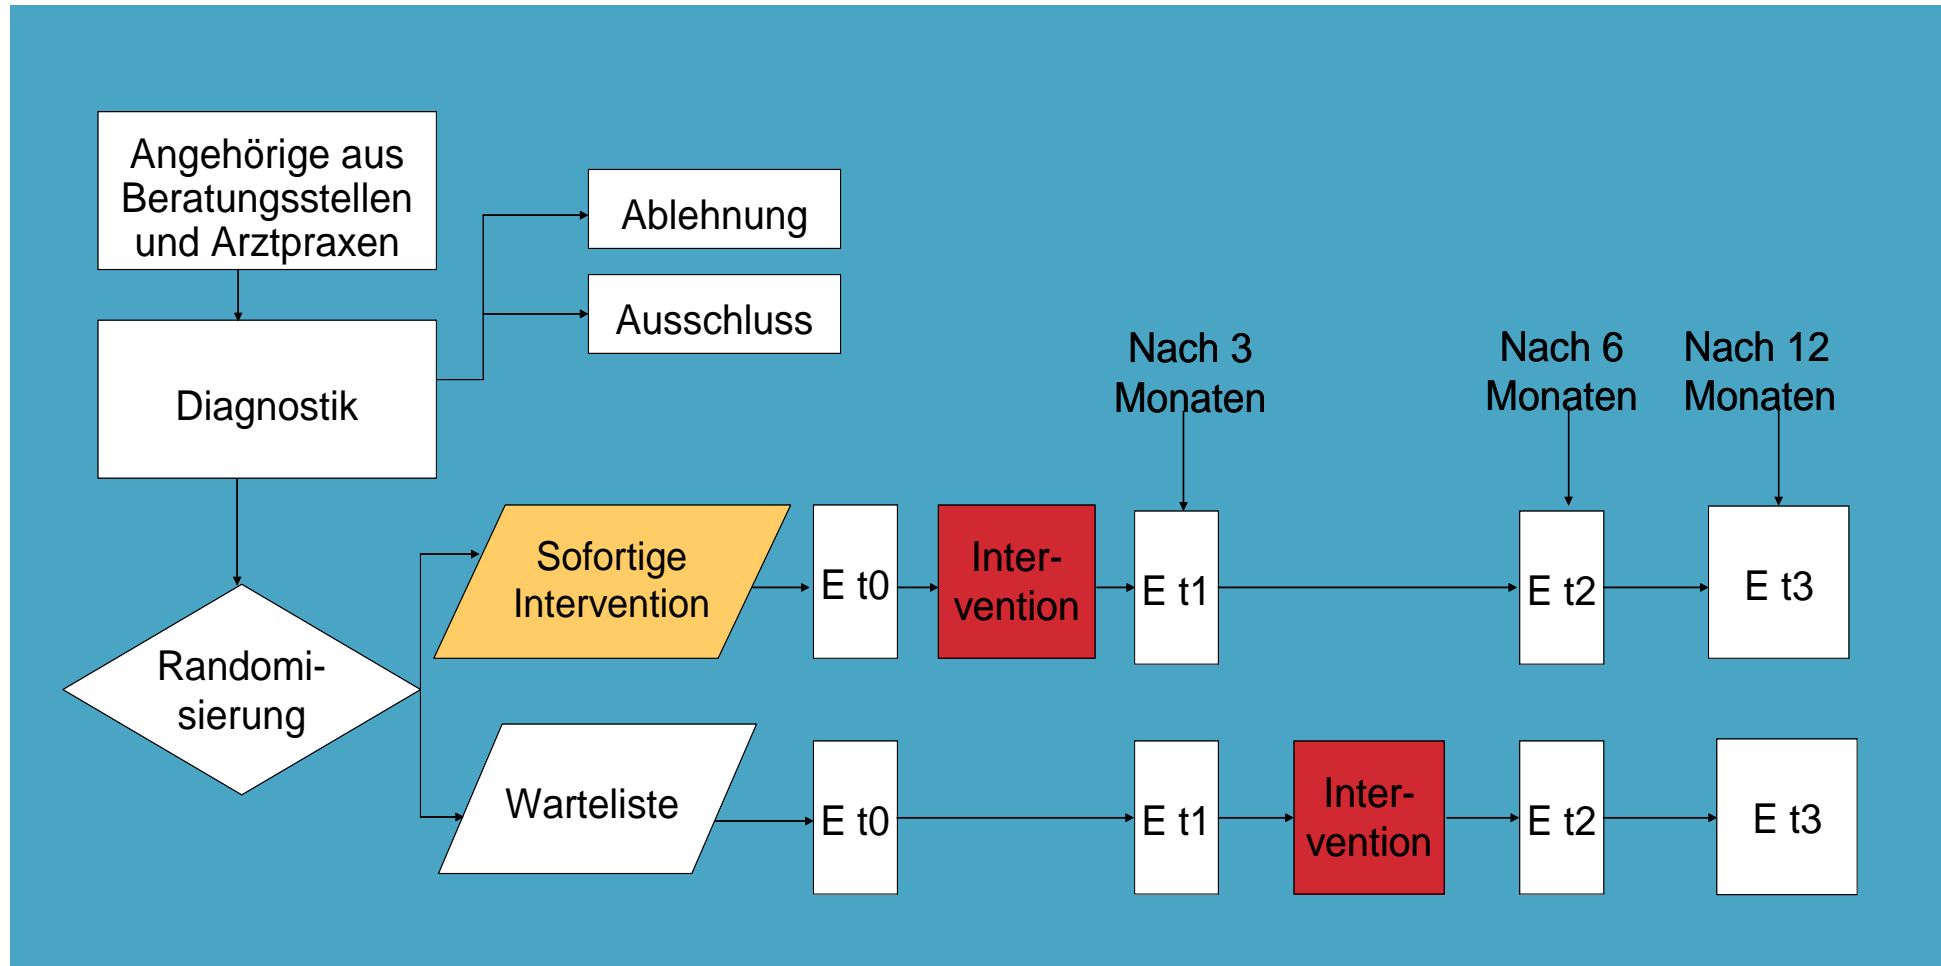 Angehörige aus
Beratungsstellen
und Arztpraxen
Ablehnung
Ausschluss
Diagnostik
Nach 3
Monaten
Nach 6
Monaten
Nach 12
Monaten
Sofortige
Intervention
E t0
Inter-
vention
E t1
E t2
E t3
Randomi-
sierung
Warteliste
E t0
E t1
Inter-
vention
E t2
E t3